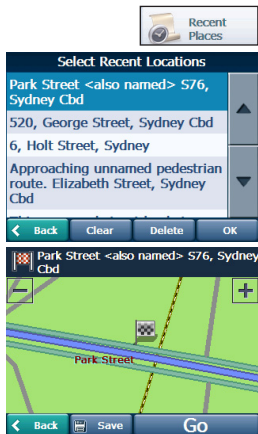 Recent
Places
Select Recent Locations
Park Street <also named> S76,
Sydney Cbd
520, George Street, Sydney Cbd
6, Holt Street, Sydney
Approaching unnamed pedestrian
route. Elizabeth Street, Sydney
Cbd
Back Clear Delete OK
Park Street <also named> S76, Sydney
Cbd
Park Street
Back Save Go